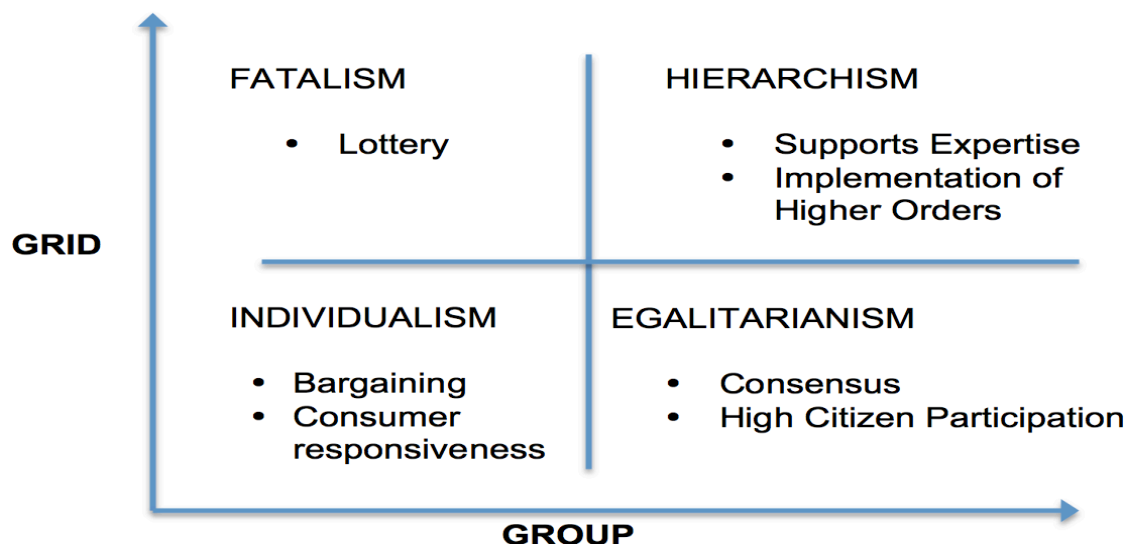 FATALISM
• Lottery
HIERARCHISM
• Supports Expertise
• Implementation of
Higher Orders
GRID
INDIVIDUALISM
• Bargaining
• Consumer
responsiveness
EGALITARIANISM
• Consensus
• High Citizen Participation
GROUP